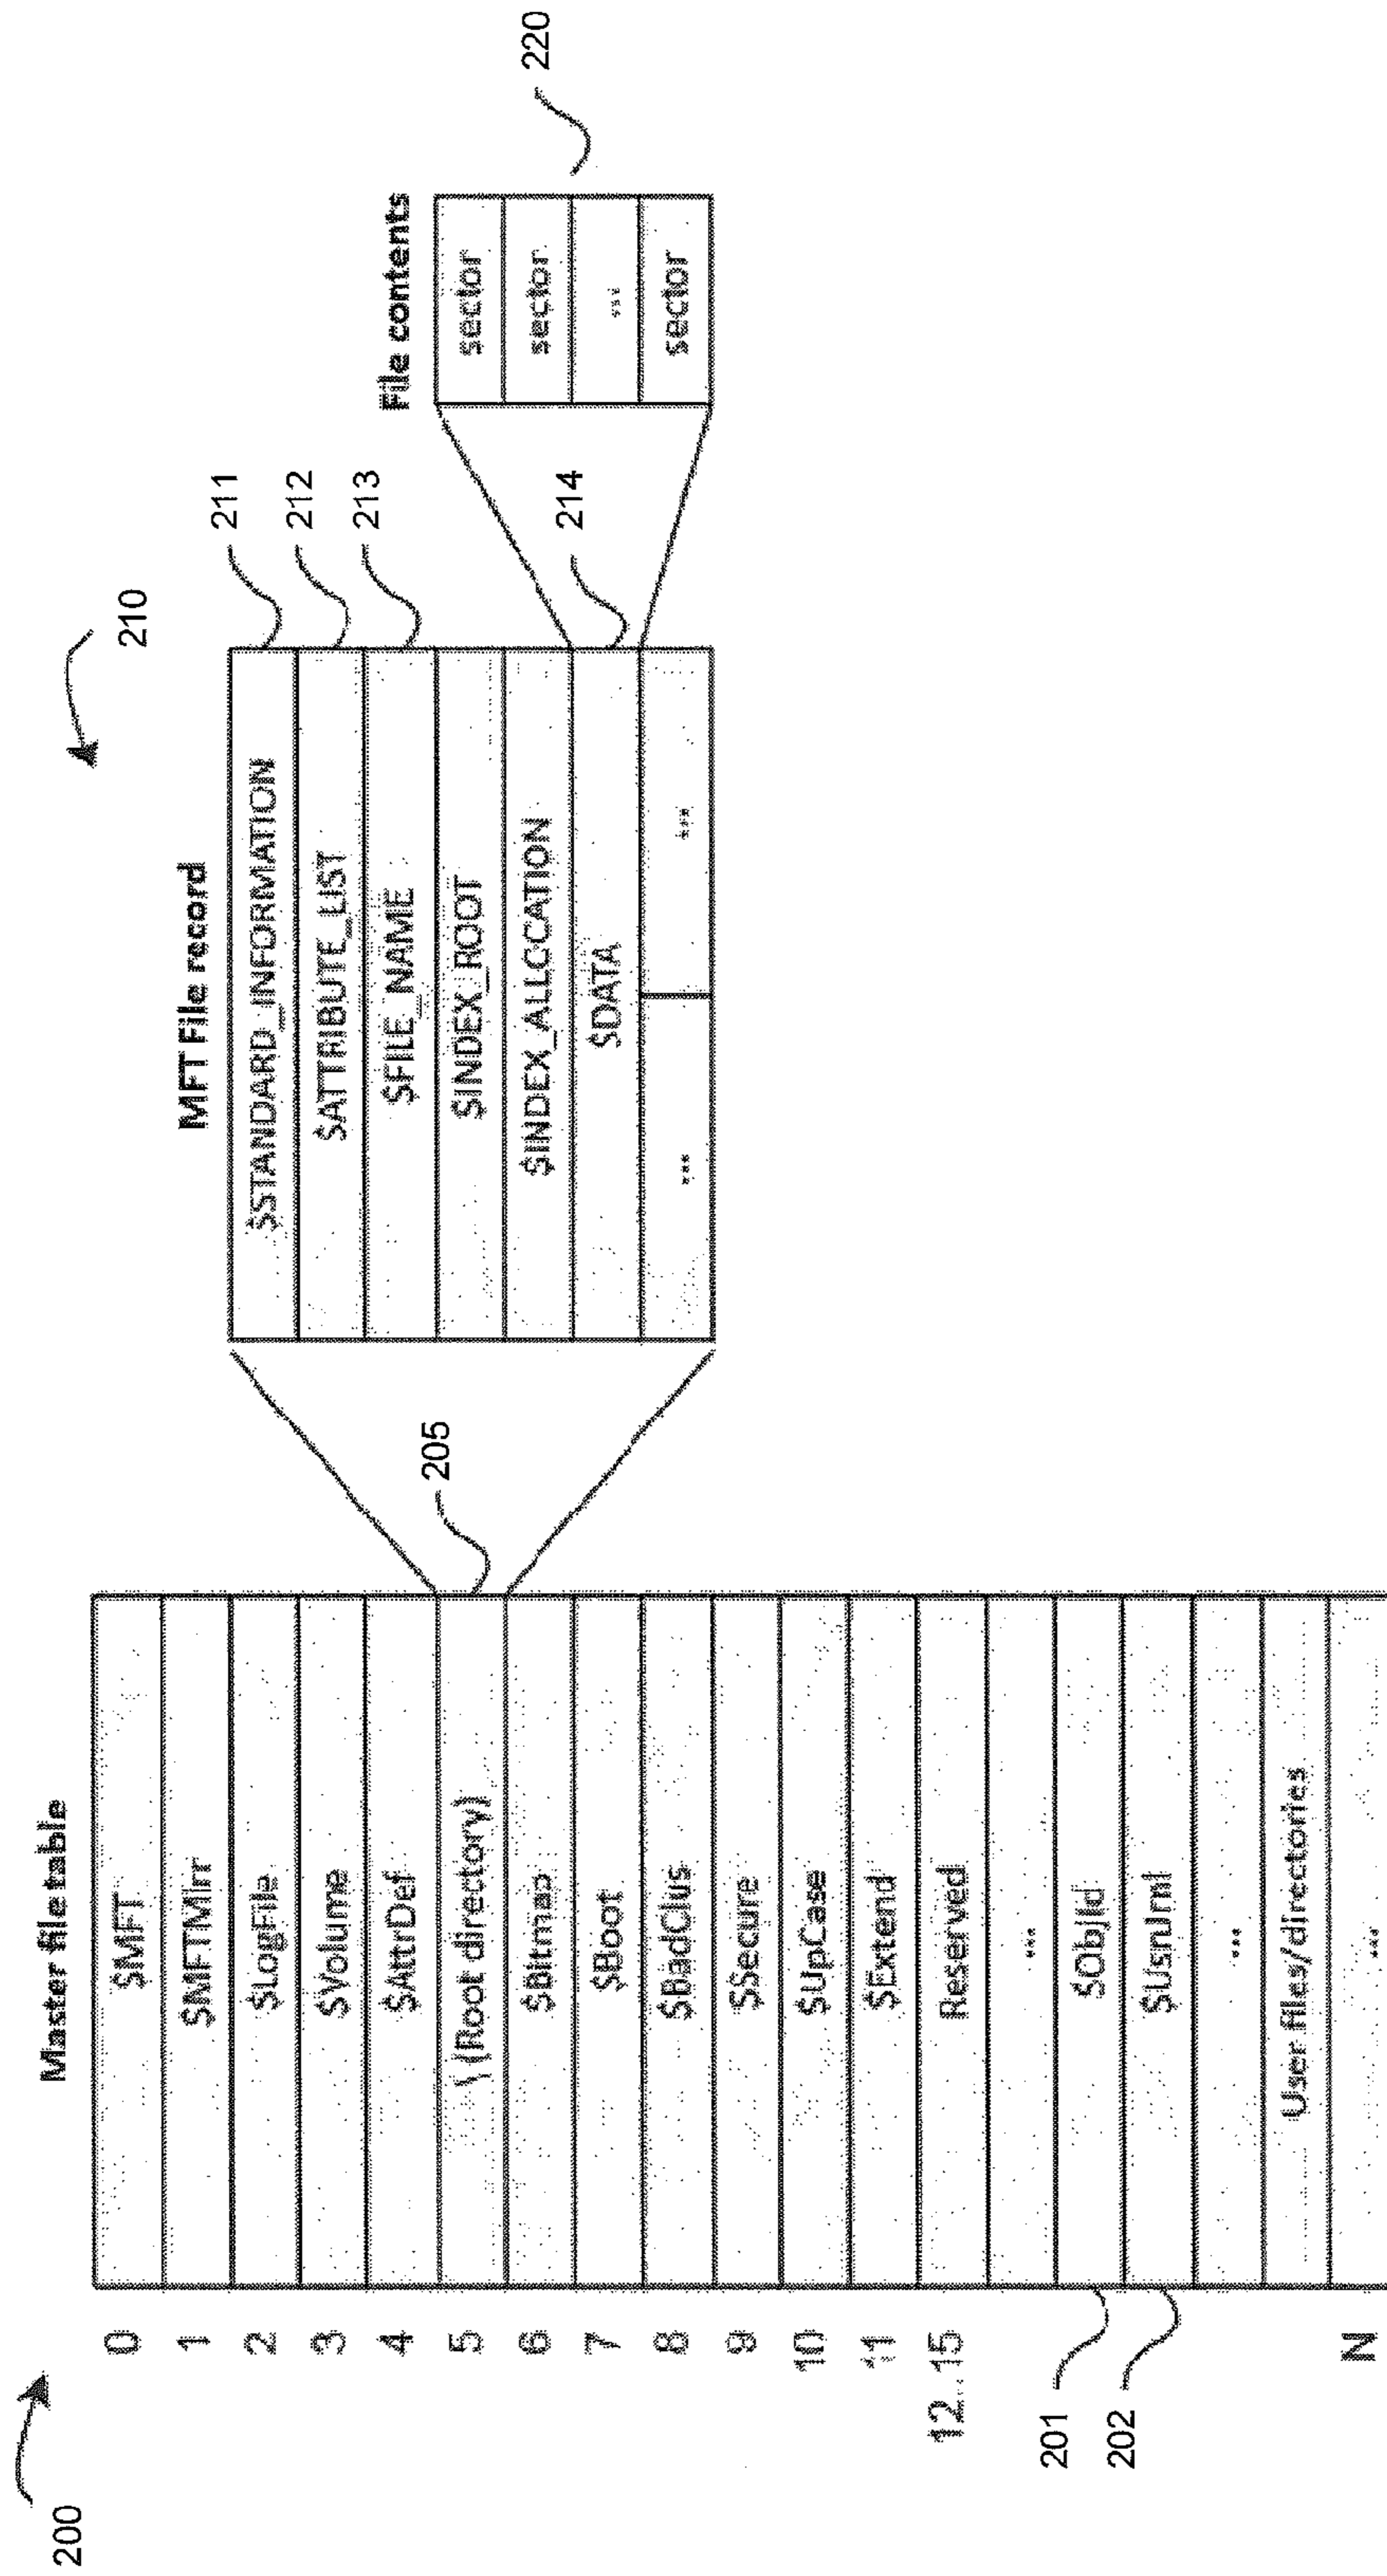 200
Master file table
0 $MFT
1 $MFTMirr
2 $LogFile
3 $Volume
4 $AttrDef
5 \ (Root directory)
6 $Bitmap
7 $Boot
8 $BadClus
9 $Secure
10 $UpCase
11 $Extend
12..15 Reserved
...
201 $ObjId
202 $UsnJrnl
...
User files/directories
N ...
205
210
MFT File record
$STANDARD_INFORMATION
211
$ATTRIBUTE_LIST
212
$FILE_NAME
213
$INDEX_ROOT
$INDEX_ALLOCATION
$DATA
214
... ...
File contents
sector
sector
...
sector
220